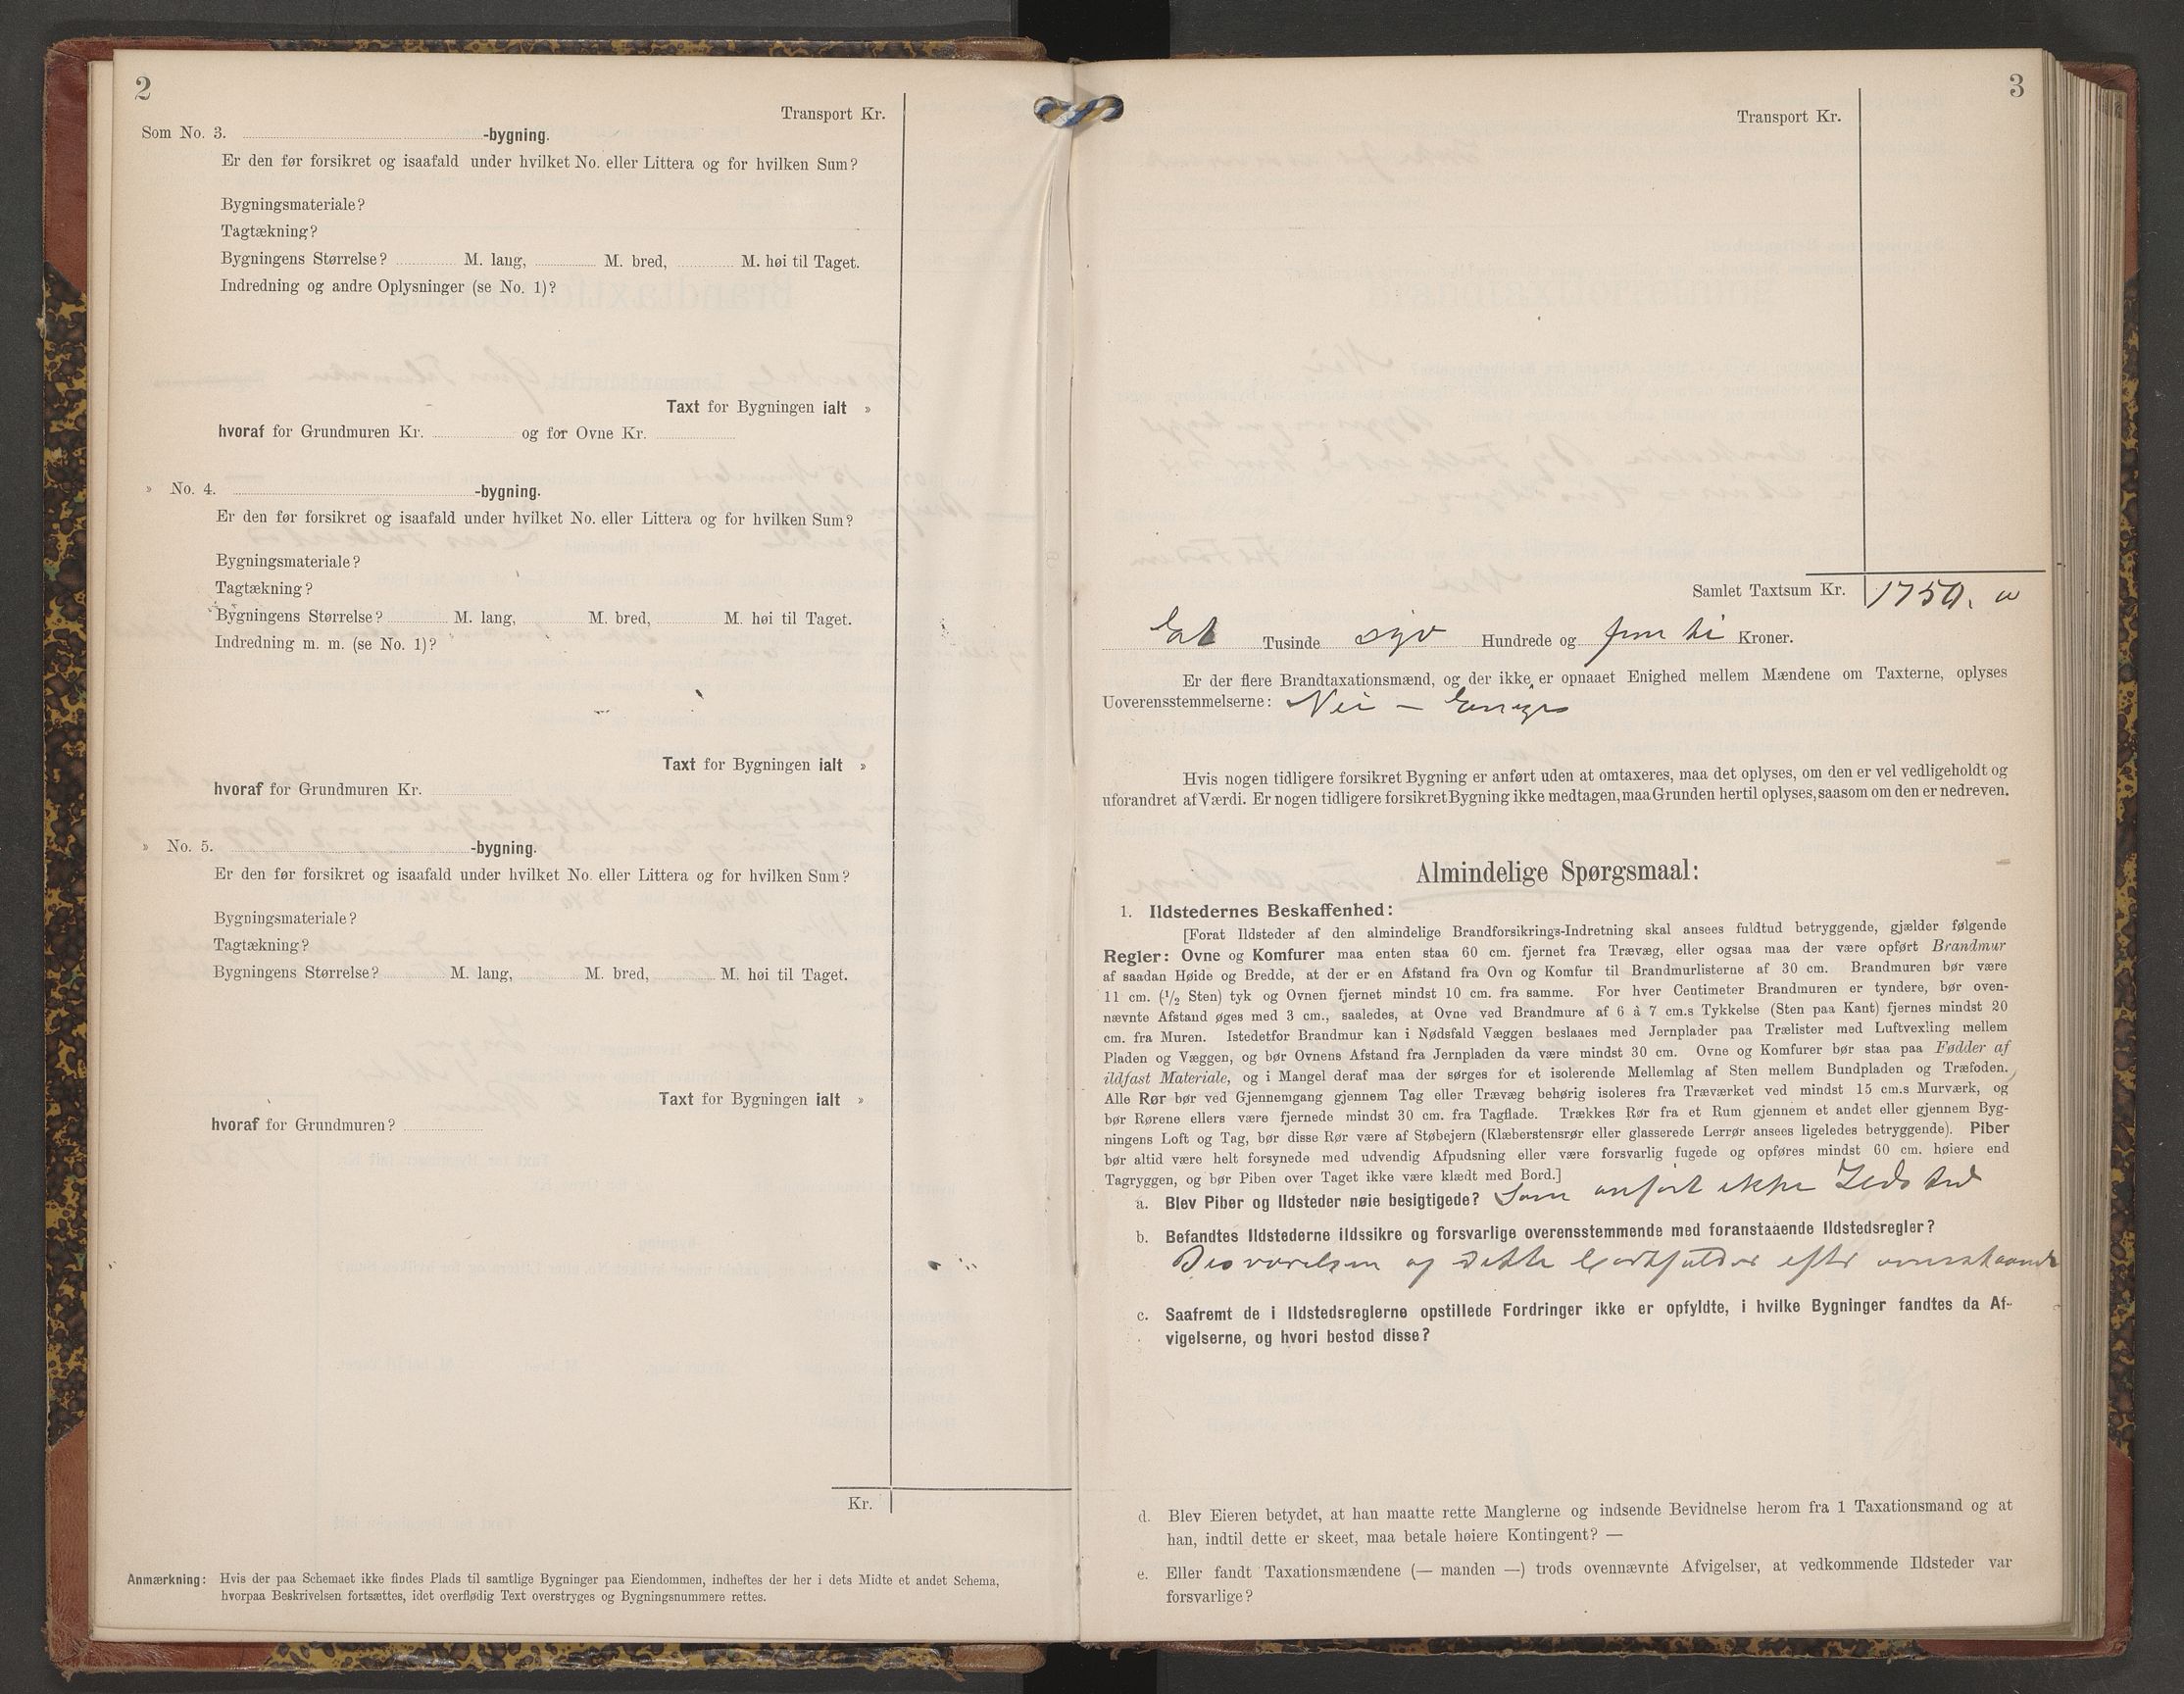 2
Transport Kr.
Som No. 3. -bygning.
Er den før forsikret og isaafald under hvilket No. eller Littera og for hvilken Sum?
Bygningsmateriale?
Tagtækning?
Bygningens Størrelse? M. lang, M. bred, M. høi til Taget.
Indredning og andre Oplysninger (se No. 1)?
Taxt for Bygningen ialt »
hvoraf for Grundmuren Kr. og for Ovne Kr.
» No. 4. -bygning.
Er den før forsikret og isaafald under hvilket No. eller Littera og for hvilken Sum?
Bygningsmateriale?
Tagtækning?
Bygningens Størrelse? M. lang, M. bred, M. høi til Taget.
Indredning m. m. (se No. 1)?
Taxt for Bygningen ialt »
hvoraf for Grundmuren Kr.
» No. 5. -bygning.
Er den før forsikret og isaafald under hvilket No. eller Littera og for hvilken Sum?
Bygningsmateriale?
Tagtækning?
Bygningens Størrelse? M. lang, M. bred, M. høi til Taget.
Taxt for Bygningen ialt »
hvoraf for Grundmuren?
Kr.
Anmærkning: Hvis der paa Schemaet ikke findes Plads til samtlige Bygninger paa Eiendommen, indheftes der her i dets Midte et andet Schema,
hvorpaa Beskrivelsen fortsættes, idet overflødig Text overstryges og Bygningsnummere rettes.
3
Transport Kr.
Samlet Taxtsum Kr. 1750.
Et Tusinde syv Hundrede og femti Kroner.
Er der flere Brandtaxationsmænd, og der ikke er opnaaet Enighed mellem Mændene om Taxterne, oplyses
Uoverensstemmelserne: Nei – Enige
Hvis nogen tidligere forsikret Bygning er anført uden at omtaxeres, maa det oplyses, om den er vel vedligeholdt og
uforandret af Værdi. Er nogen tidligere forsikret Bygning ikke medtagen, maa Grunden hertil oplyses, saasom om den er nedreven.
Almindelige Spørgsmaal:
1. Ildstedernes Beskaffenhed:
[Forat Ildsteder af den almindelige Brandforsikrings-Indretning skal ansees fuldtud betryggende, gjælder følgende
Regler: Ovne og Komfurer maa enten staa 60 cm. fjernet fra Trævæg, eller ogsaa maa der være opført Brandmur
af saadan Høide og Bredde, at der er en Afstand fra Ovn og Komfur til Brandmurlisterne af 30 cm. Brandmuren bør være
11 cm. (1/2 Sten) tyk og Ovnen fjernet mindst 10 cm. fra samme. For hver Centimeter Brandmuren er tyndere, bør oven-
nævnte Afstand øges med 3 cm., saaledes, at Ovne ved Brandmure af 6 à 7 cm.s Tykkelse (Sten paa Kant) fjernes mindst 20
cm. fra Muren. Istedetfor Brandmur kan i Nødsfald Væggen beslaaes med Jernplader paa Trælister med Luftvexling mellem
Pladen og Væggen, og bør Ovnens Afstand fra Jernpladen da være mindst 30 cm. Ovne og Komfurer bør staa paa Fødder af
ildfast Materiale, og i Mangel deraf maa der sørges for et isolerende Mellemlag af Sten mellem Bundpladen og Træfoden.
Alle Rør bør ved Gjennemgang gjennem Tag eller Trævæg behørig isoleres fra Træværket ved mindst 15 cm.s Murværk, og
bør Rørene ellers være fjernede mindst 30 cm. fra Tagflade. Trækkes Rør fra et Rum gjennem et andet eller gjennem Byg-
ningens Loft og Tag, bør disse Rør være af Støbejern (Klæberstensrør eller glasserede Lerrør ansees ligeledes betryggende). Piber
bør altid være helt forsynede med udvendig Afpudsning eller være forsvarlig fugede og opføres mindst 60 cm. høiere end
Tagryggen, og bør Piben over Taget ikke være klædt med Bord.]
a. Blev Piber og Ildsteder nøie besigtigede? Som anført ikke Ildsted
b. Befandtes Ildstederne ildssikre og forsvarlige overensstemmende med foranstaaende Ildstedsregler?
Besvarelsen af dette bortfalder efter ovenstaaende
c. Saafremt de i Ildstedsreglerne opstillede Fordringer ikke er opfyldte, i hvilke Bygninger fandtes da Af-
vigelserne, og hvori bestod disse?
d. Blev Eieren betydet, at han maatte rette Manglerne og indsende Bevidnelse herom fra 1 Taxationsmand og at
han, indtil dette er skeet, maa betale høiere Kontingent? —
e. Eller fandt Taxationsmændene (— manden —) trods ovennævnte Afvigelser, at vedkommende Ildsteder var
forsvarlige?